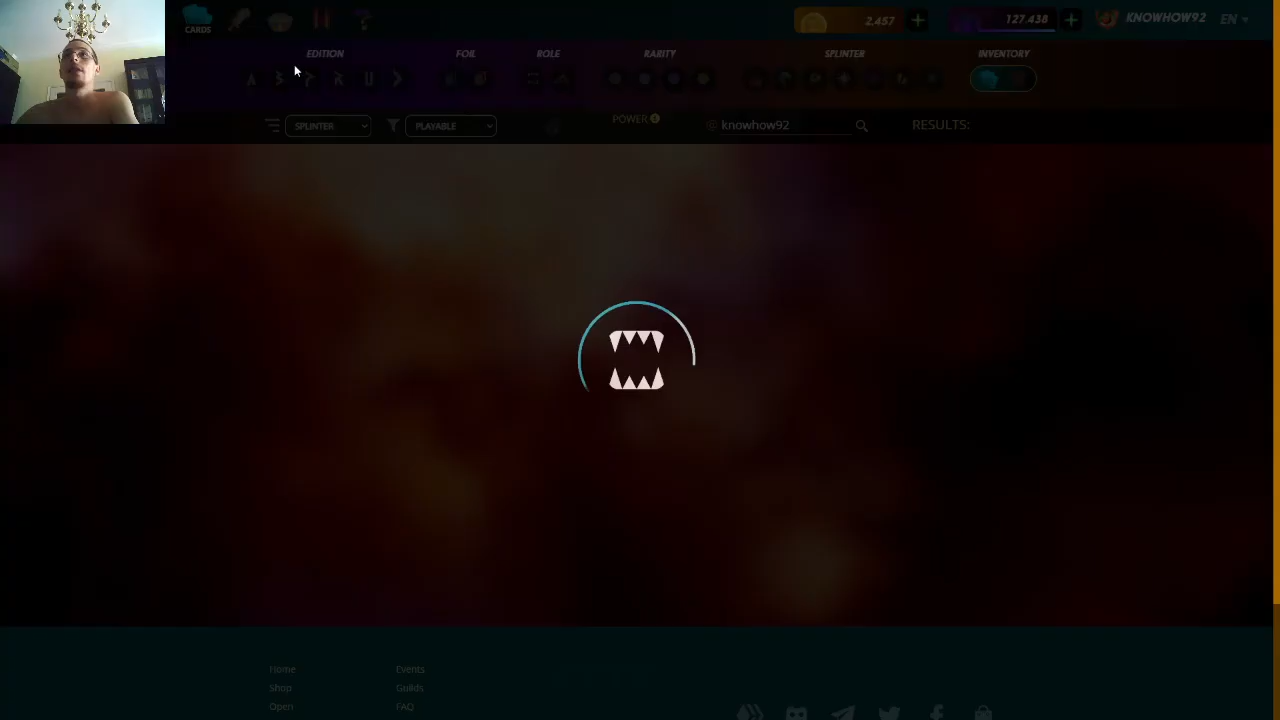 CARDS
2,457
127.438
KNOWHOW92
EN
EDITION
FOIL
ROLE
RARITY
SPLINTER
INVENTORY
SPLINTER
PLAYABLE
POWER
@ knowhow92
RESULTS:
Home
Events
Shop
Guilds
Open
FAQ